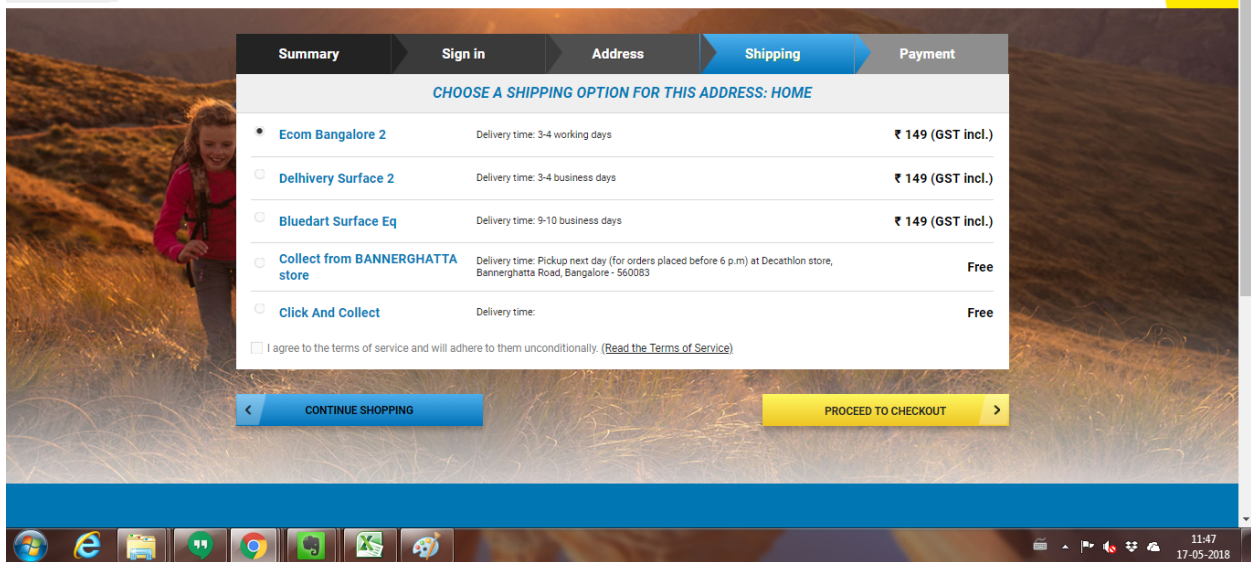 Summary
Sign in
Address
Shipping
Payment
CHOOSE A SHIPPING OPTION FOR THIS ADDRESS: HOME
Ecom Bangalore 2 Delivery time: 3-4 working days ₹ 149 (GST incl.)
Delhivery Surface 2 Delivery time: 3-4 business days ₹ 149 (GST incl.)
Bluedart Surface Eq Delivery time: 9-10 business days ₹ 149 (GST incl.)
Collect from BANNERGHATTA
store
Delivery time: Pickup next day (for orders placed before 6 p.m) at Decathlon store,
Bannerghatta Road, Bangalore - 560083
Free
Click And Collect Delivery time: Free
I agree to the terms of service and will adhere to them unconditionally. (Read the Terms of Service)
CONTINUE SHOPPING
PROCEED TO CHECKOUT
11:47
17-05-2018